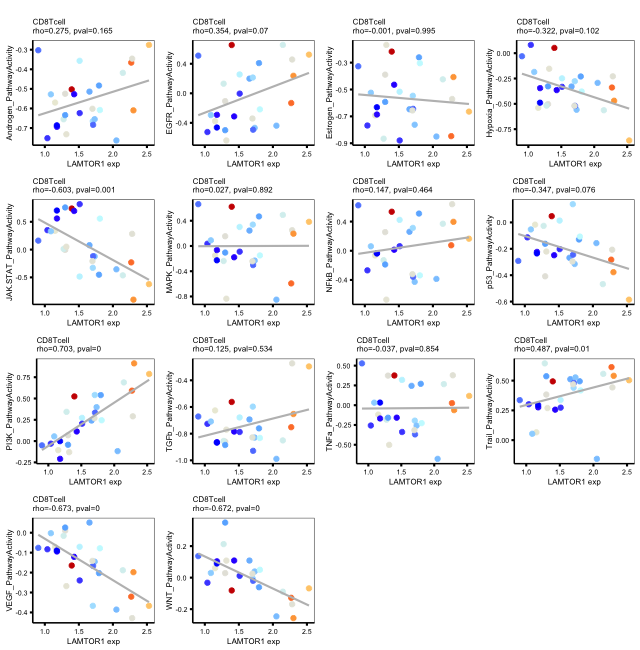 CD8Tcell
rho=0.275, pval=0.165
Androgen_PathwayActivity
-0.3
-0.4
-0.5
-0.6
-0.7
1.0 1.5 2.0 2.5
LAMTOR1 exp
CD8Tcell
rho=0.354, pval=0.07
EGFR_PathwayActivity
0.4
0.0
-0.4
1.0 1.5 2.0 2.5
LAMTOR1 exp
CD8Tcell
rho=-0.001, pval=0.995
Estrogen_PathwayActivity
-0.3
-0.5
-0.7
-0.9
1.0 1.5 2.0 2.5
LAMTOR1 exp
CD8Tcell
rho=-0.322, pval=0.102
Hypoxia_PathwayActivity
0.00
-0.25
-0.50
-0.75
1.0 1.5 2.0 2.5
LAMTOR1 exp
CD8Tcell
rho=-0.603, pval=0.001
JAK.STAT_PathwayActivity
0.5
0.0
-0.5
1.0 1.5 2.0 2.5
LAMTOR1 exp
CD8Tcell
rho=0.027, pval=0.892
MAPK_PathwayActivity
0.4
0.0
-0.4
-0.8
1.0 1.5 2.0 2.5
LAMTOR1 exp
CD8Tcell
rho=0.147, pval=0.464
NFkB_PathwayActivity
0.4
0.0
-0.4
1.0 1.5 2.0 2.5
LAMTOR1 exp
CD8Tcell
rho=-0.347, pval=0.076
p53_PathwayActivity
0.0
-0.2
-0.4
-0.6
1.0 1.5 2.0 2.5
LAMTOR1 exp
CD8Tcell
rho=0.703, pval=0
PI3K_PathwayActivity
0.75
0.50
0.25
0.00
-0.25
1.0 1.5 2.0 2.5
LAMTOR1 exp
CD8Tcell
rho=0.125, pval=0.534
TGFb_PathwayActivity
-0.4
-0.6
-0.8
-1.0
1.0 1.5 2.0 2.5
LAMTOR1 exp
CD8Tcell
rho=-0.037, pval=0.854
TNFa_PathwayActivity
0.50
0.25
0.00
-0.25
-0.50
1.0 1.5 2.0 2.5
LAMTOR1 exp
CD8Tcell
rho=0.487, pval=0.01
Trail_PathwayActivity
0.50
0.25
0.00
1.0 1.5 2.0 2.5
LAMTOR1 exp
CD8Tcell
rho=-0.673, pval=0
VEGF_PathwayActivity
0.0
-0.1
-0.2
-0.3
-0.4
1.0 1.5 2.0 2.5
LAMTOR1 exp
CD8Tcell
rho=-0.672, pval=0
WNT_PathwayActivity
0.2
0.0
-0.2
1.0 1.5 2.0 2.5
LAMTOR1 exp